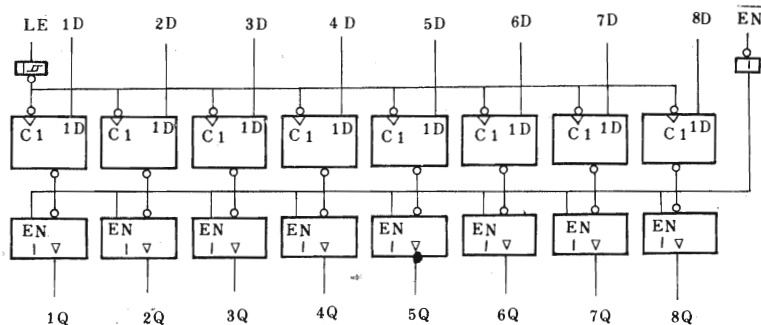 LE 1D 2D 3D 4D 5D 6D 7D 8D EN
1
C1 1D C1 1D C1 1D C1 1D C1 1D C1 1D C1 1D C1 1D
EN EN EN EN EN EN EN EN
1 1 1 1 1 1 1 1
1Q 2Q 3Q 4Q 5Q 6Q 7Q 8Q